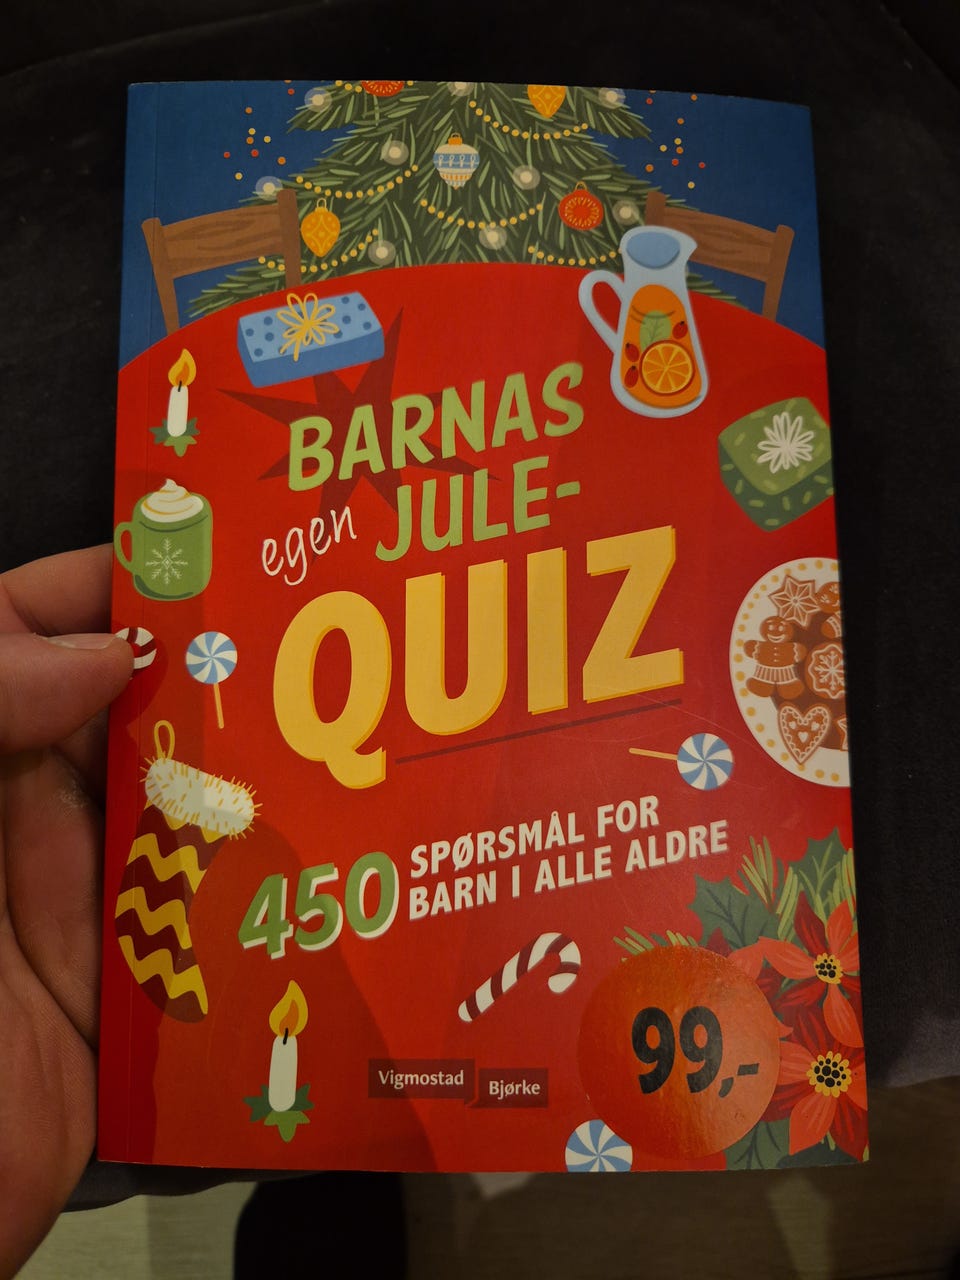 BARNAS
egen JULE-
QUIZ
450 SPØRSMÅL FOR
BARN I ALLE ALDRE
99,-
Vigmostad
Bjørke